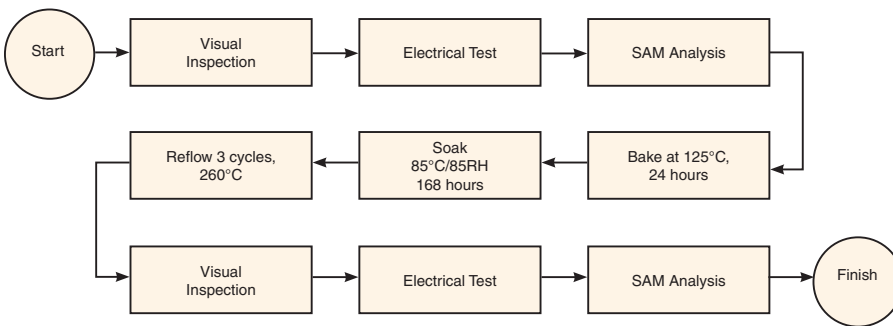 Start
Visual
Inspection
Electrical Test
SAM Analysis
Bake at 125°C,
24 hours
Soak
85°C/85RH
168 hours
Reflow 3 cycles,
260°C
Visual
Inspection
Electrical Test
SAM Analysis
Finish